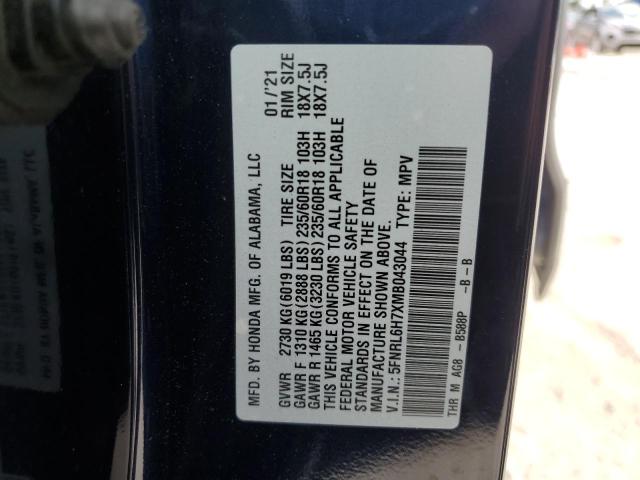 MFD. BY HONDA MFG. OF ALABAMA, LLC 01/'21
GVWR 2730 KG (6019 LBS) TIRE SIZE RIM SIZE
GAWR F 1310 KG (2888 LBS) 235/60R18 103H 18X7.5J
GAWR R 1465 KG (3230 LBS) 235/60R18 103H 18X7.5J
THIS VEHICLE CONFORMS TO ALL APPLICABLE
FEDERAL MOTOR VEHICLE SAFETY
STANDARDS IN EFFECT ON THE DATE OF
MANUFACTURE SHOWN ABOVE.
V.I.N.: 5FNRL6H7XMB043044 TYPE: MPV
THR M AG8 - B588P -B-B